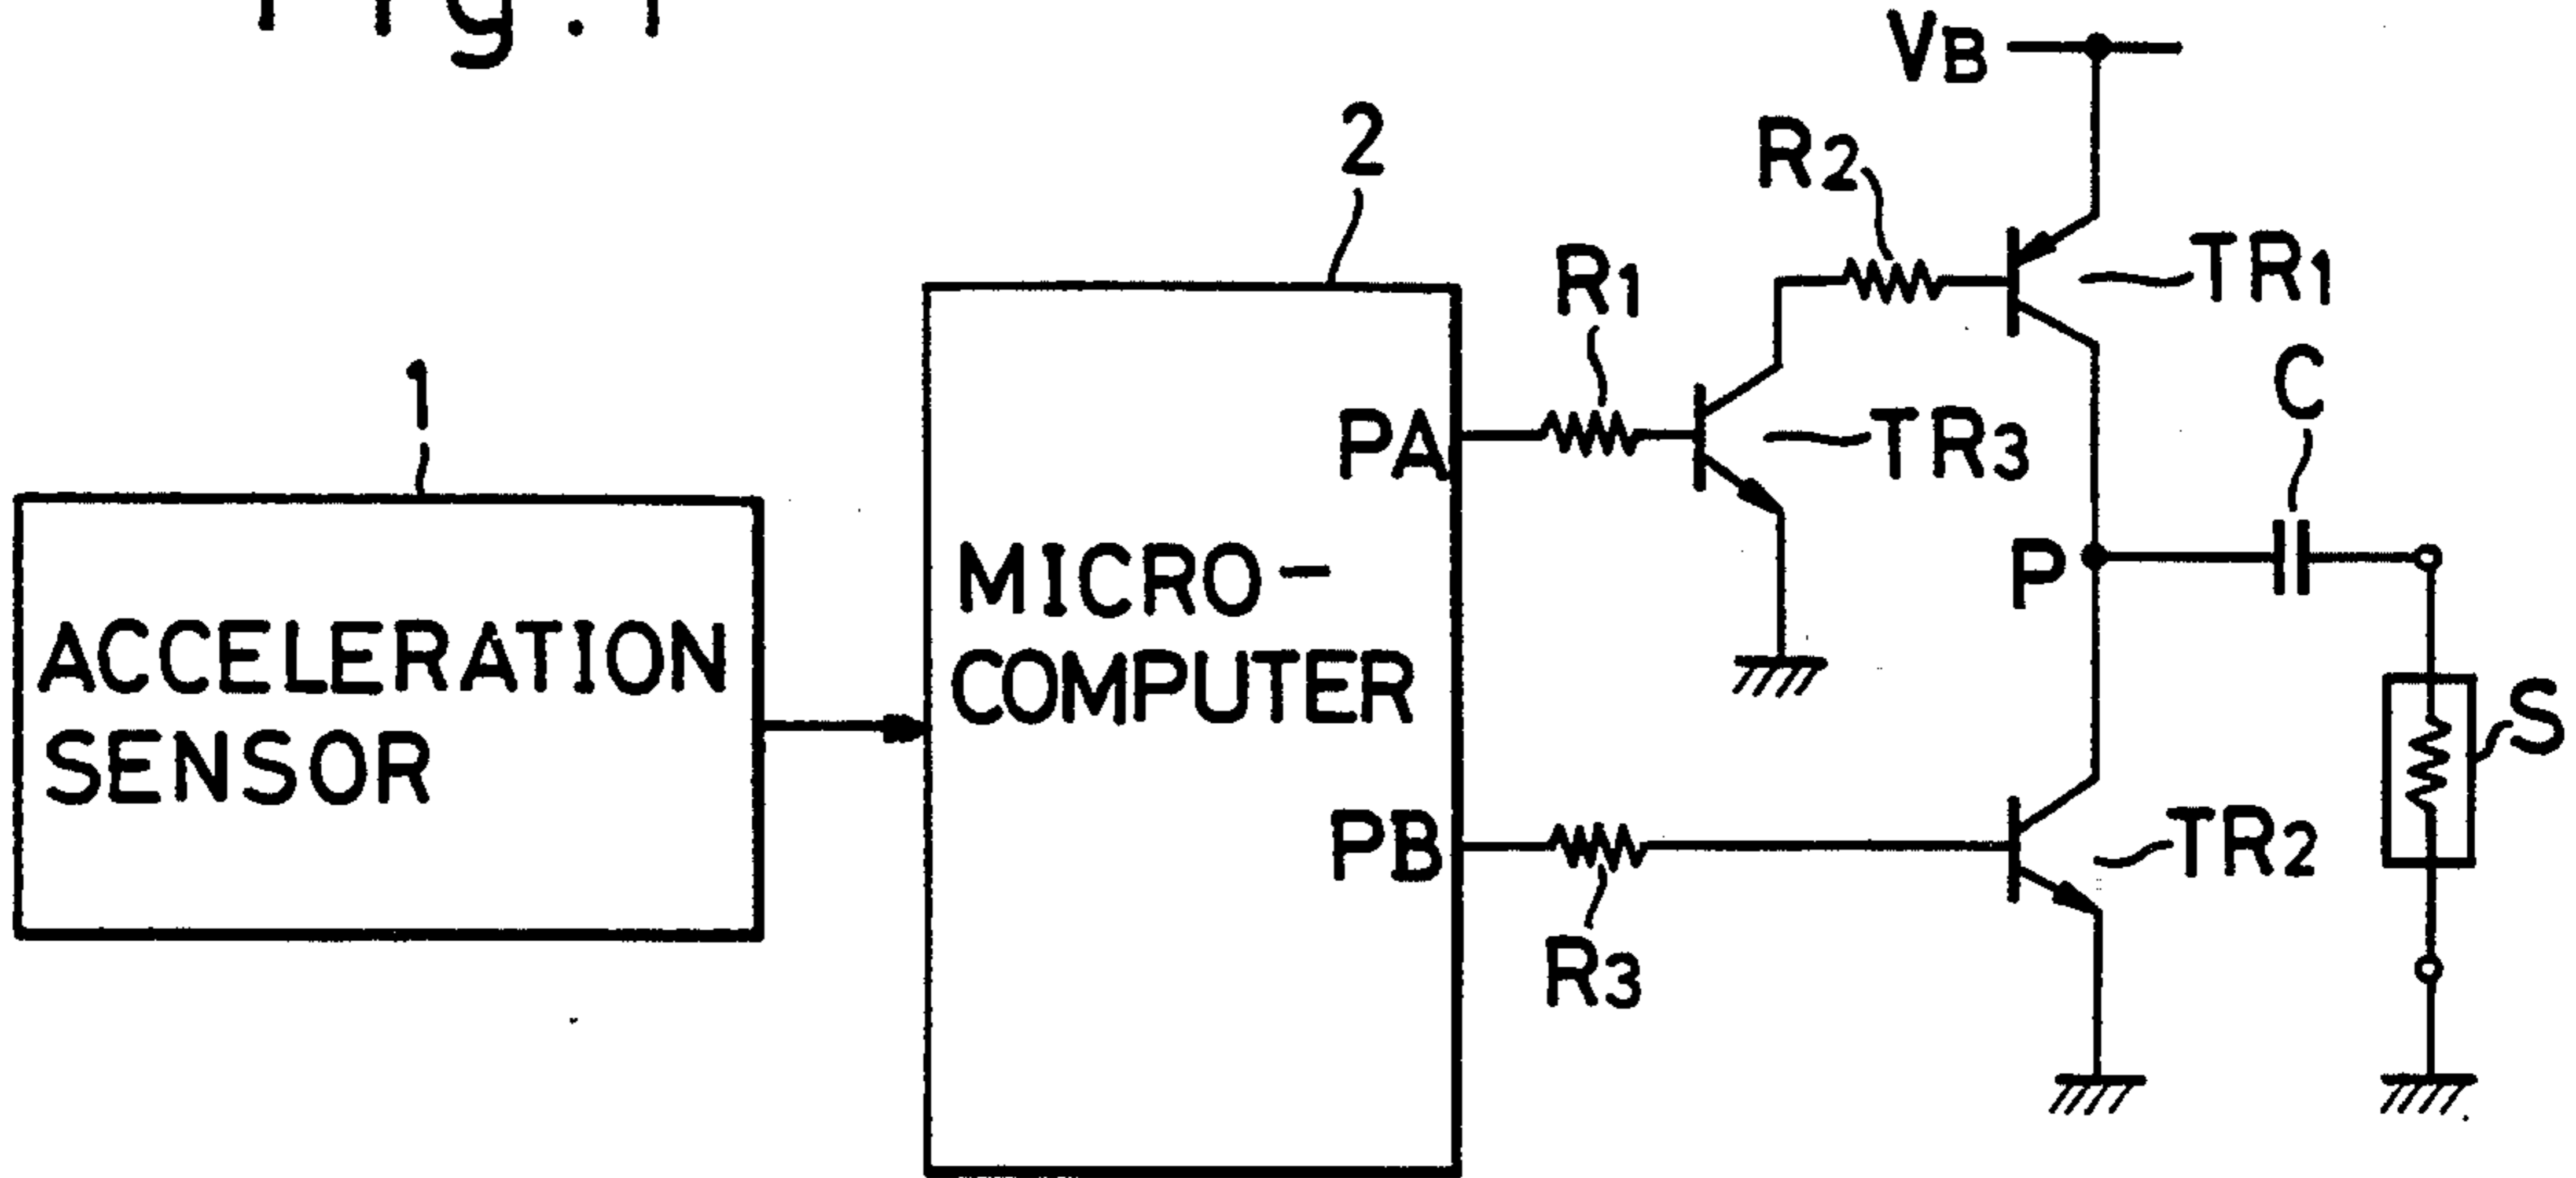 Fig.1
VB
2
R2
R1
TR1
1
C
PA
TR3
MICRO-
COMPUTER
P
ACCELERATION
SENSOR
S
PB
TR2
R3